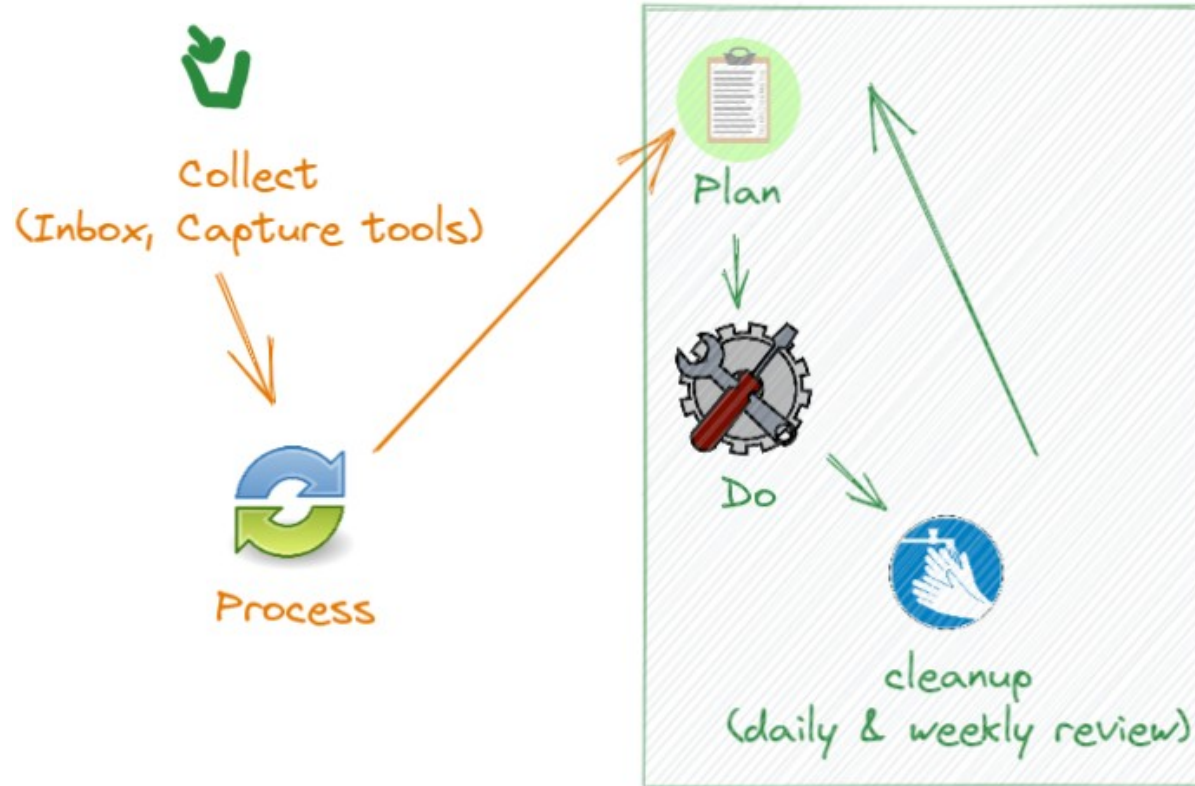 Collect
(Inbox, Capture tools)
Process
Plan
Do
cleanup
(daily & weekly review)